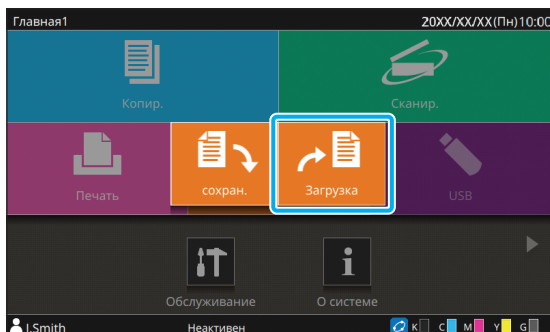 Главная1 20XX/XX/XX(Пн)10:00
Копир. Сканир.
Печать сохран. Загрузка USB
Обслуживание О системе
I.Smith Неактивен K C M Y G